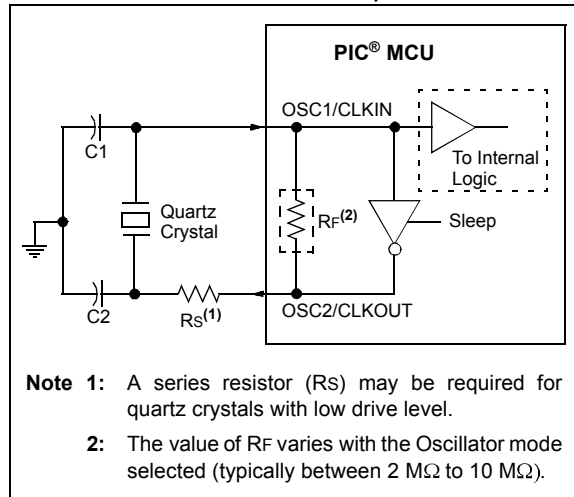 PIC® MCU
OSC1/CLKIN
C1
To Internal
Logic
Quartz
Crystal
RF(2)
Sleep
C2
RS(1)
OSC2/CLKOUT
Note 1: A series resistor (RS) may be required for
quartz crystals with low drive level.
2: The value of RF varies with the Oscillator mode
selected (typically between 2 MΩ to 10 MΩ).